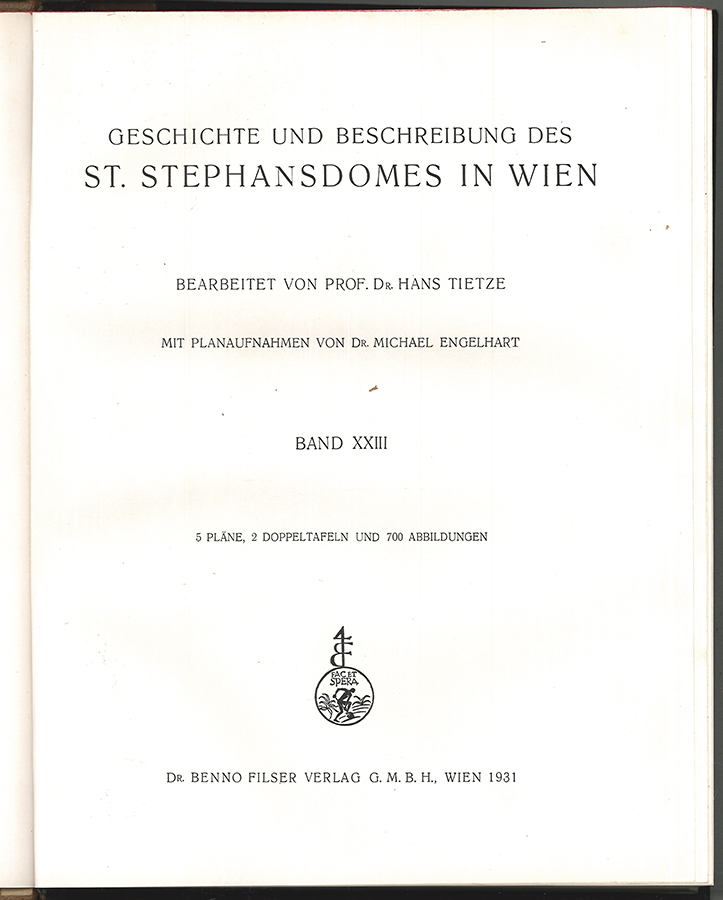 GESCHICHTE UND BESCHREIBUNG DES
ST. STEPHANSDOMES IN WIEN
BEARBEITET VON PROF. DR. HANS TIETZE
MIT PLANAUFNAHMEN VON DR. MICHAEL ENGELHART
BAND XXIII
5 PLÄNE, 2 DOPPELTAFELN UND 700 ABBILDUNGEN
FAC ET
SPERA
DR. BENNO FILSER VERLAG G. M. B. H., WIEN 1931